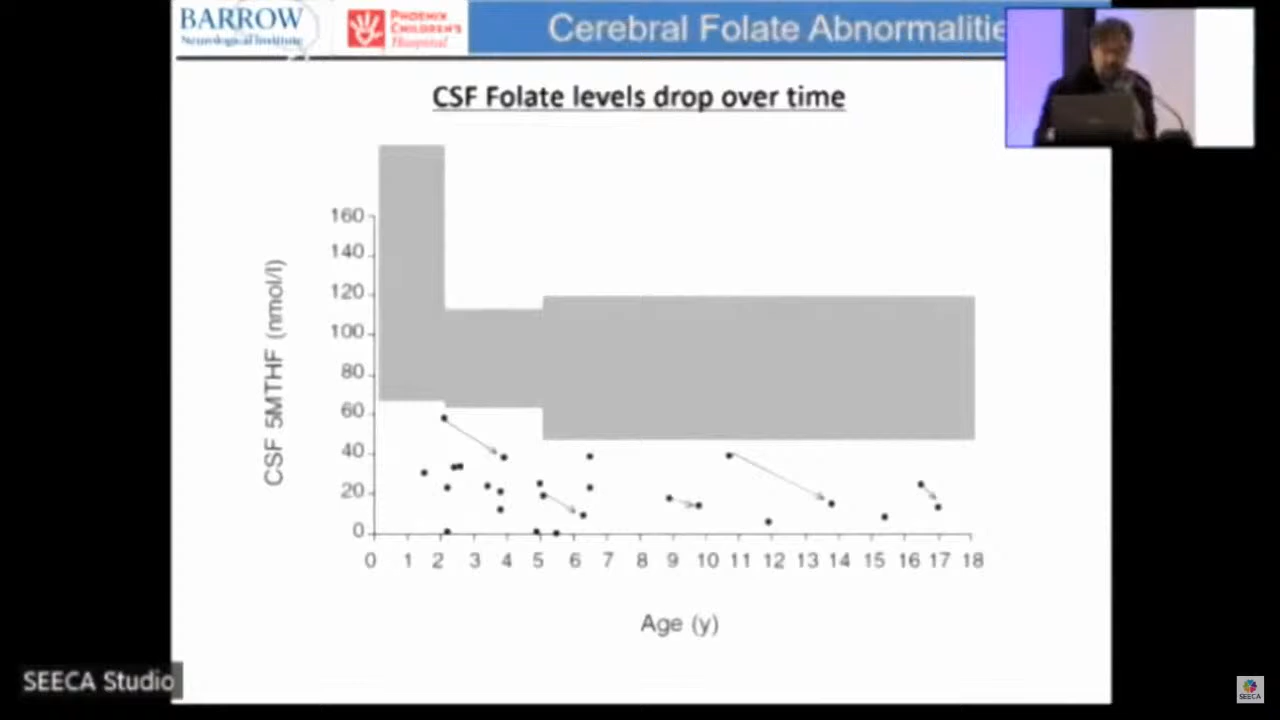 BARROW
Neurological Institute
PHOENIX
CHILDREN'S
Hospital
Cerebral Folate Abnormalitie
CSF Folate levels drop over time
160
140
120
100
80
60
40
20
0
CSF 5MTHF (nmol/l)
0 1 2 3 4 5 6 7 8 9 10 11 12 13 14 15 16 17 18
Age (y)
SEECA Studio
SEECA